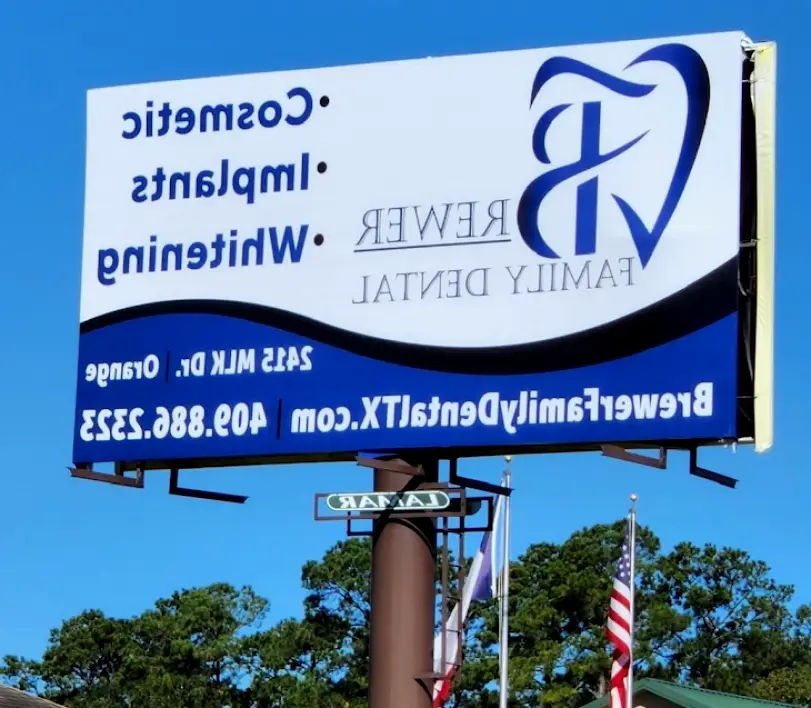 BREWER
FAMILY DENTAL
• Cosmetic
• Implants
• Whitening
2415 MLK Dr. | Orange
BrewerFamilyDentalTX.com | 409.886.2323
LAMAR